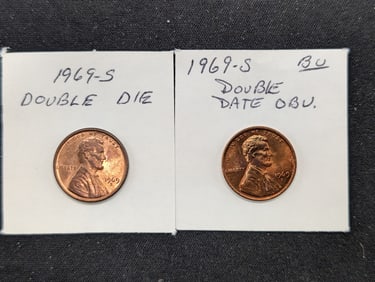 1969-S
DOUBLE DIE
1969-S BU
DOUBLE
DATE OBV.